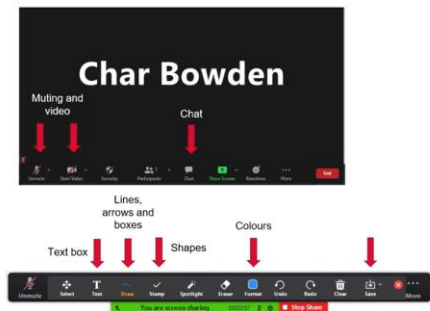 Char Bowden
Muting and
video
Chat
Unmute Start Video Security Participants 1 Chat Share Screen Reactions More End
Lines,
arrows and
boxes
Text box
Shapes
Colours
Unmute Select Text Draw Stamp Spotlight Eraser Format Undo Redo Clear Save More
You are screen sharing Stop Share